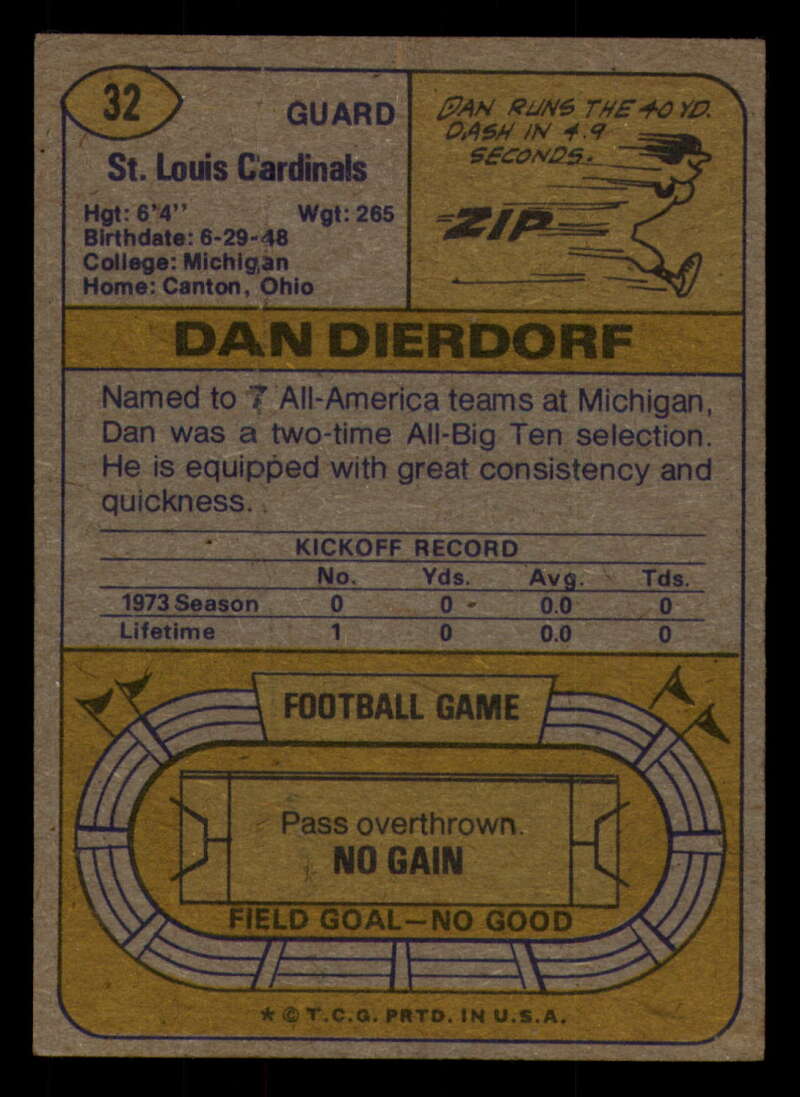 32
GUARD
St. Louis Cardinals
Hgt: 6'4" Wgt: 265
Birthdate: 6-29-48
College: Michigan
Home: Canton, Ohio
DAN RUNS THE 40 YD.
DASH IN 4.9
SECONDS.
ZIP
DAN DIERDORF
Named to 7 All-America teams at Michigan,
Dan was a two-time All-Big Ten selection.
He is equipped with great consistency and
quickness.
KICKOFF RECORD
No. Yds. Avg. Tds.
1973 Season 0 0 0.0 0
Lifetime 1 0 0.0 0
FOOTBALL GAME
Pass overthrown.
NO GAIN
FIELD GOAL—NO GOOD
* © T.C.G. PRTD. IN U.S.A.